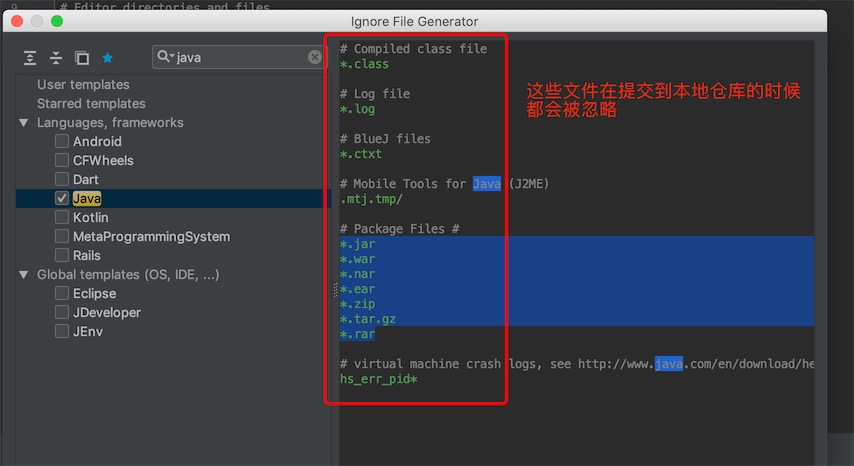 9
# Editor directories and files
Ignore File Generator
java
User templates
Starred templates
Languages, frameworks
Android
CFWheels
Dart
Java
Kotlin
MetaProgrammingSystem
Rails
Global templates (OS, IDE, ...)
Eclipse
JDeveloper
JEnv
# Compiled class file
*.class
# Log file
*.log
# BlueJ files
*.ctxt
# Mobile Tools for Java (J2ME)
.mtj.tmp/
# Package Files #
*.jar
*.war
*.nar
*.ear
*.zip
*.tar.gz
*.rar
# virtual machine crash logs, see http://www.java.com/en/download/he
hs_err_pid*
这些文件在提交到本地仓库的时候
都会被忽略